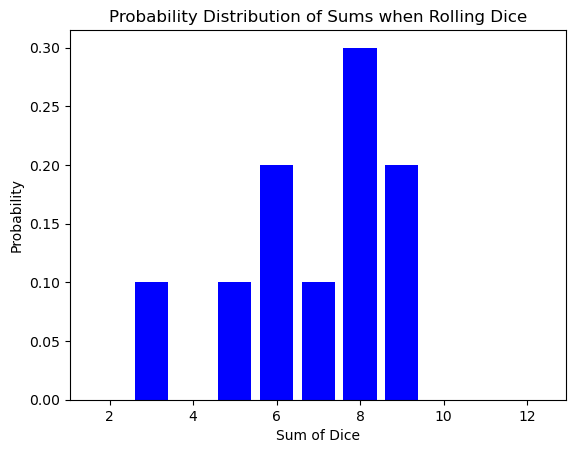 Probability Distribution of Sums when Rolling Dice
0.30
0.25
0.20
0.15
0.10
0.05
0.00
Probability
2 4 6 8 10 12
Sum of Dice